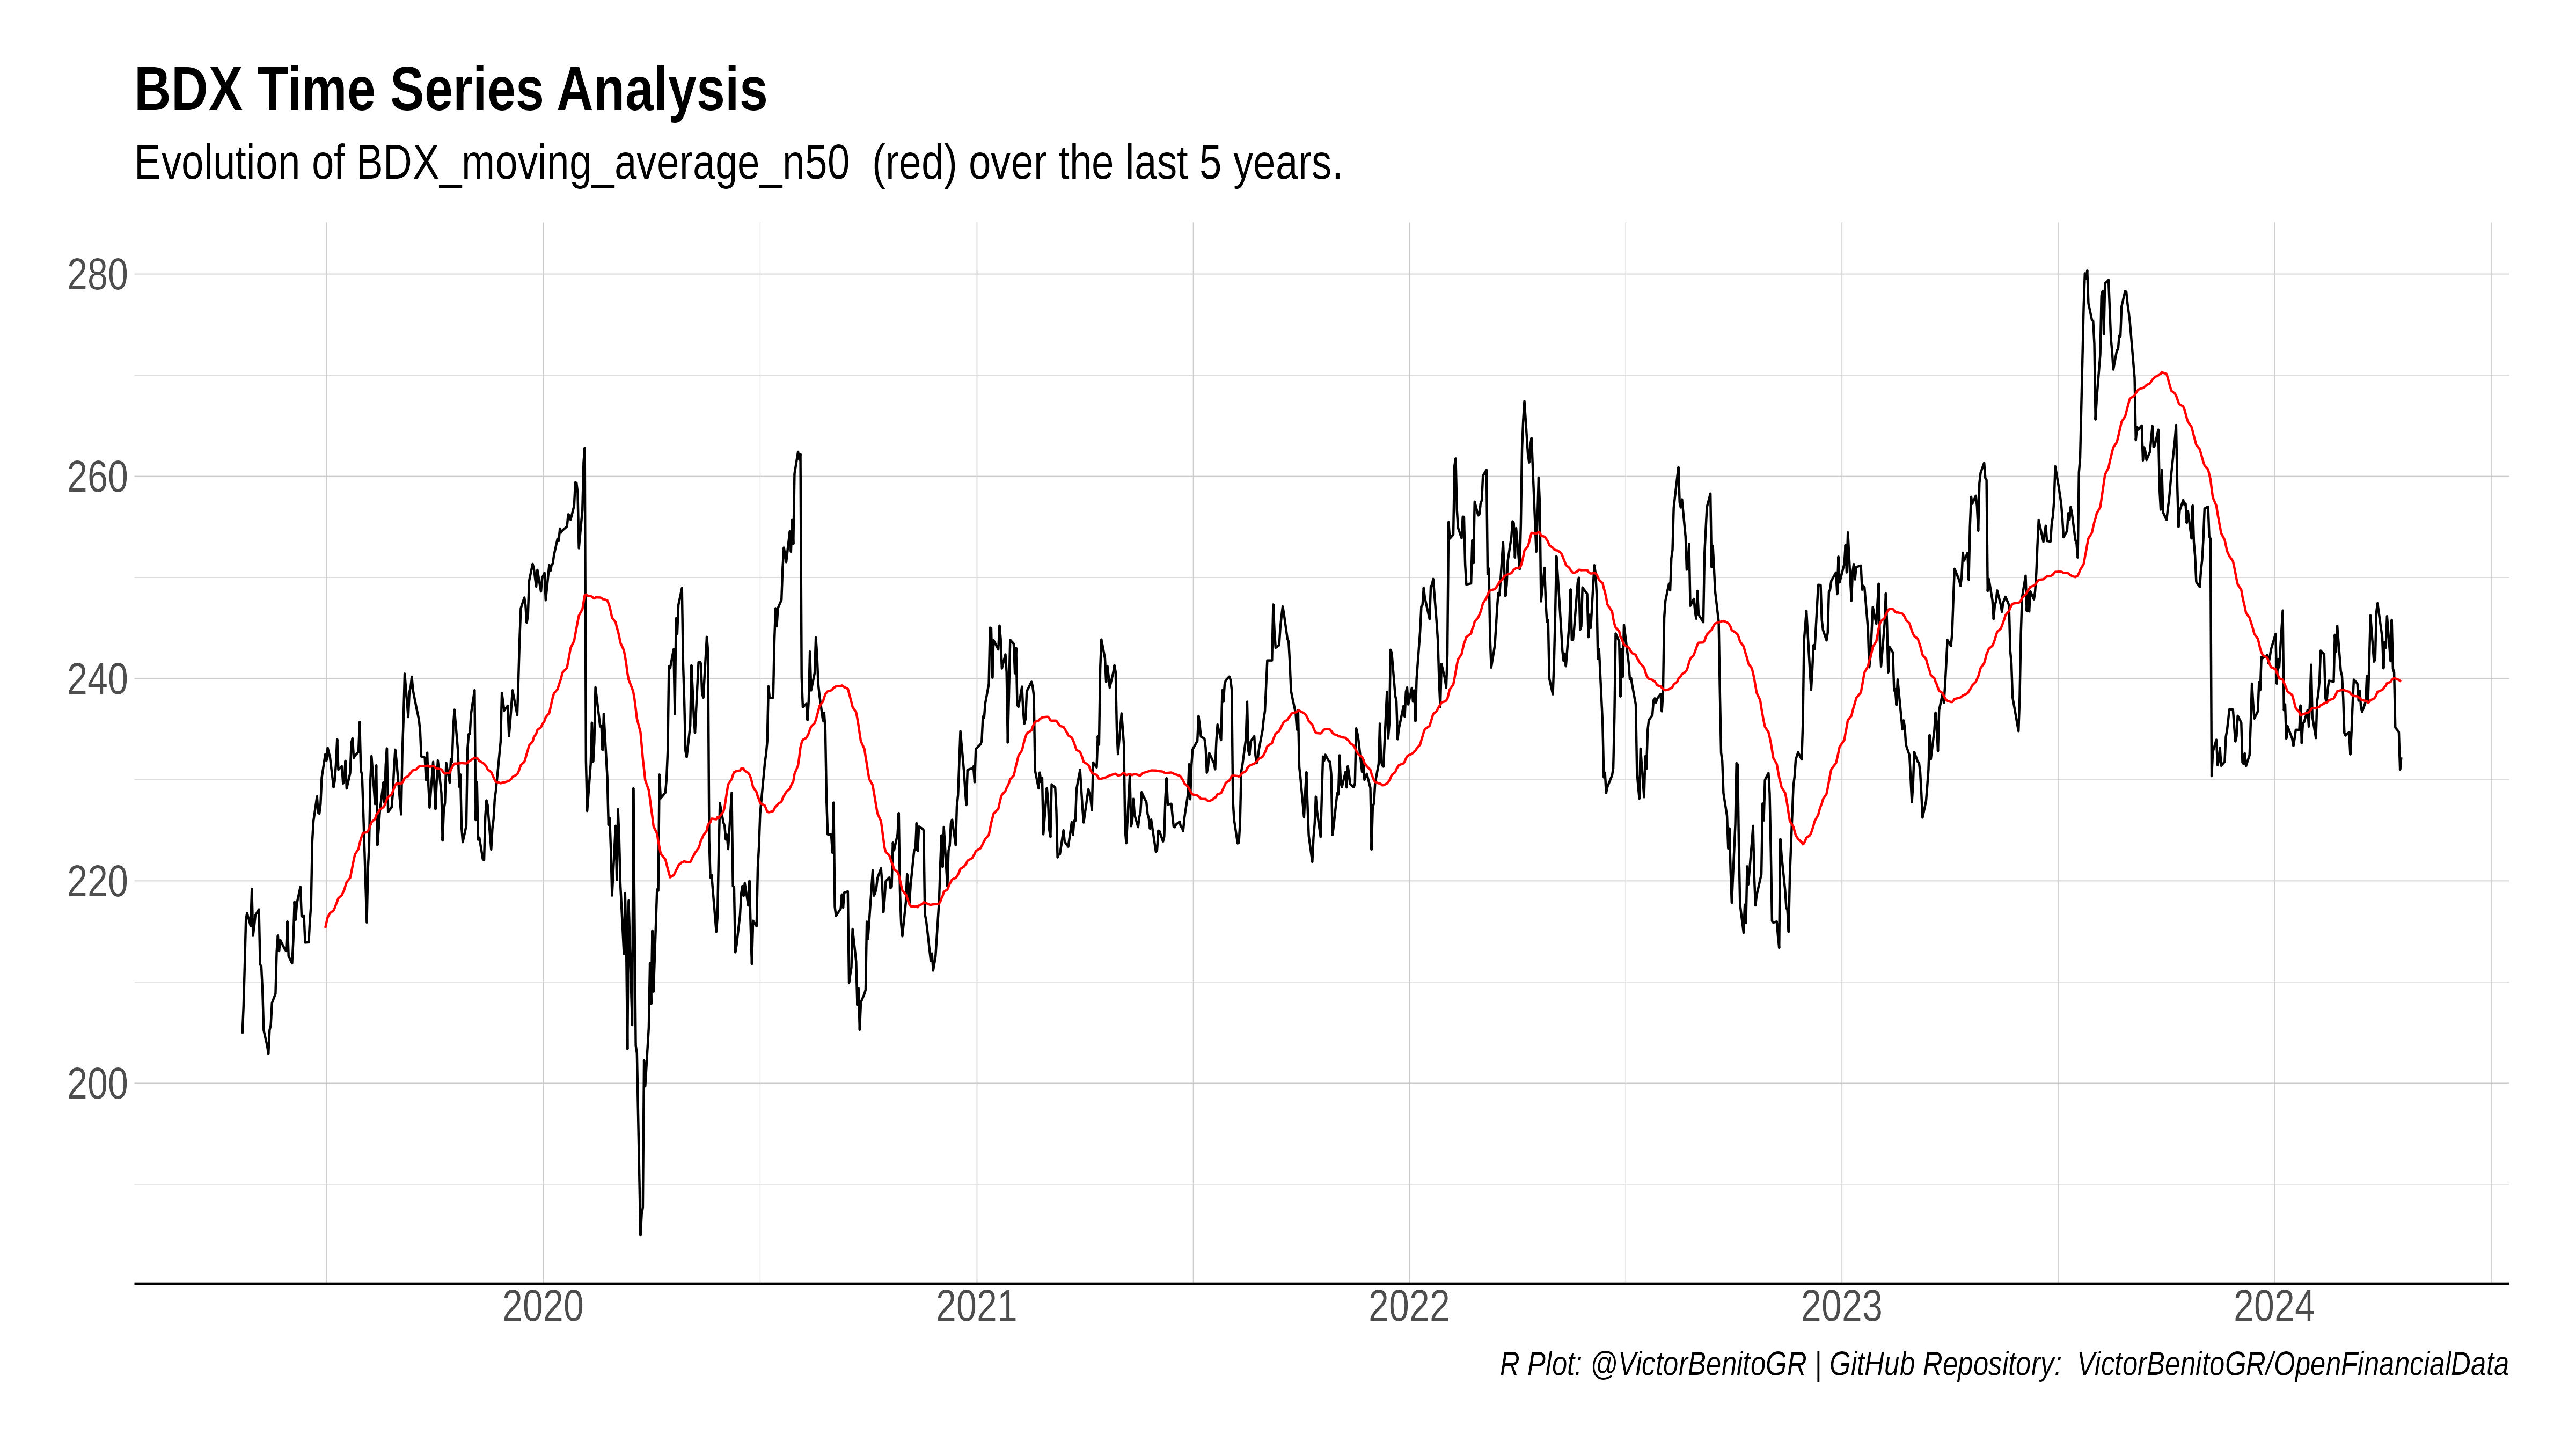 BDX Time Series Analysis
Evolution of BDX_moving_average_n50  (red) over the last 5 years.
280
260
240
220
200
2020 2021 2022 2023 2024
R Plot: @VictorBenitoGR | GitHub Repository:  VictorBenitoGR/OpenFinancialData